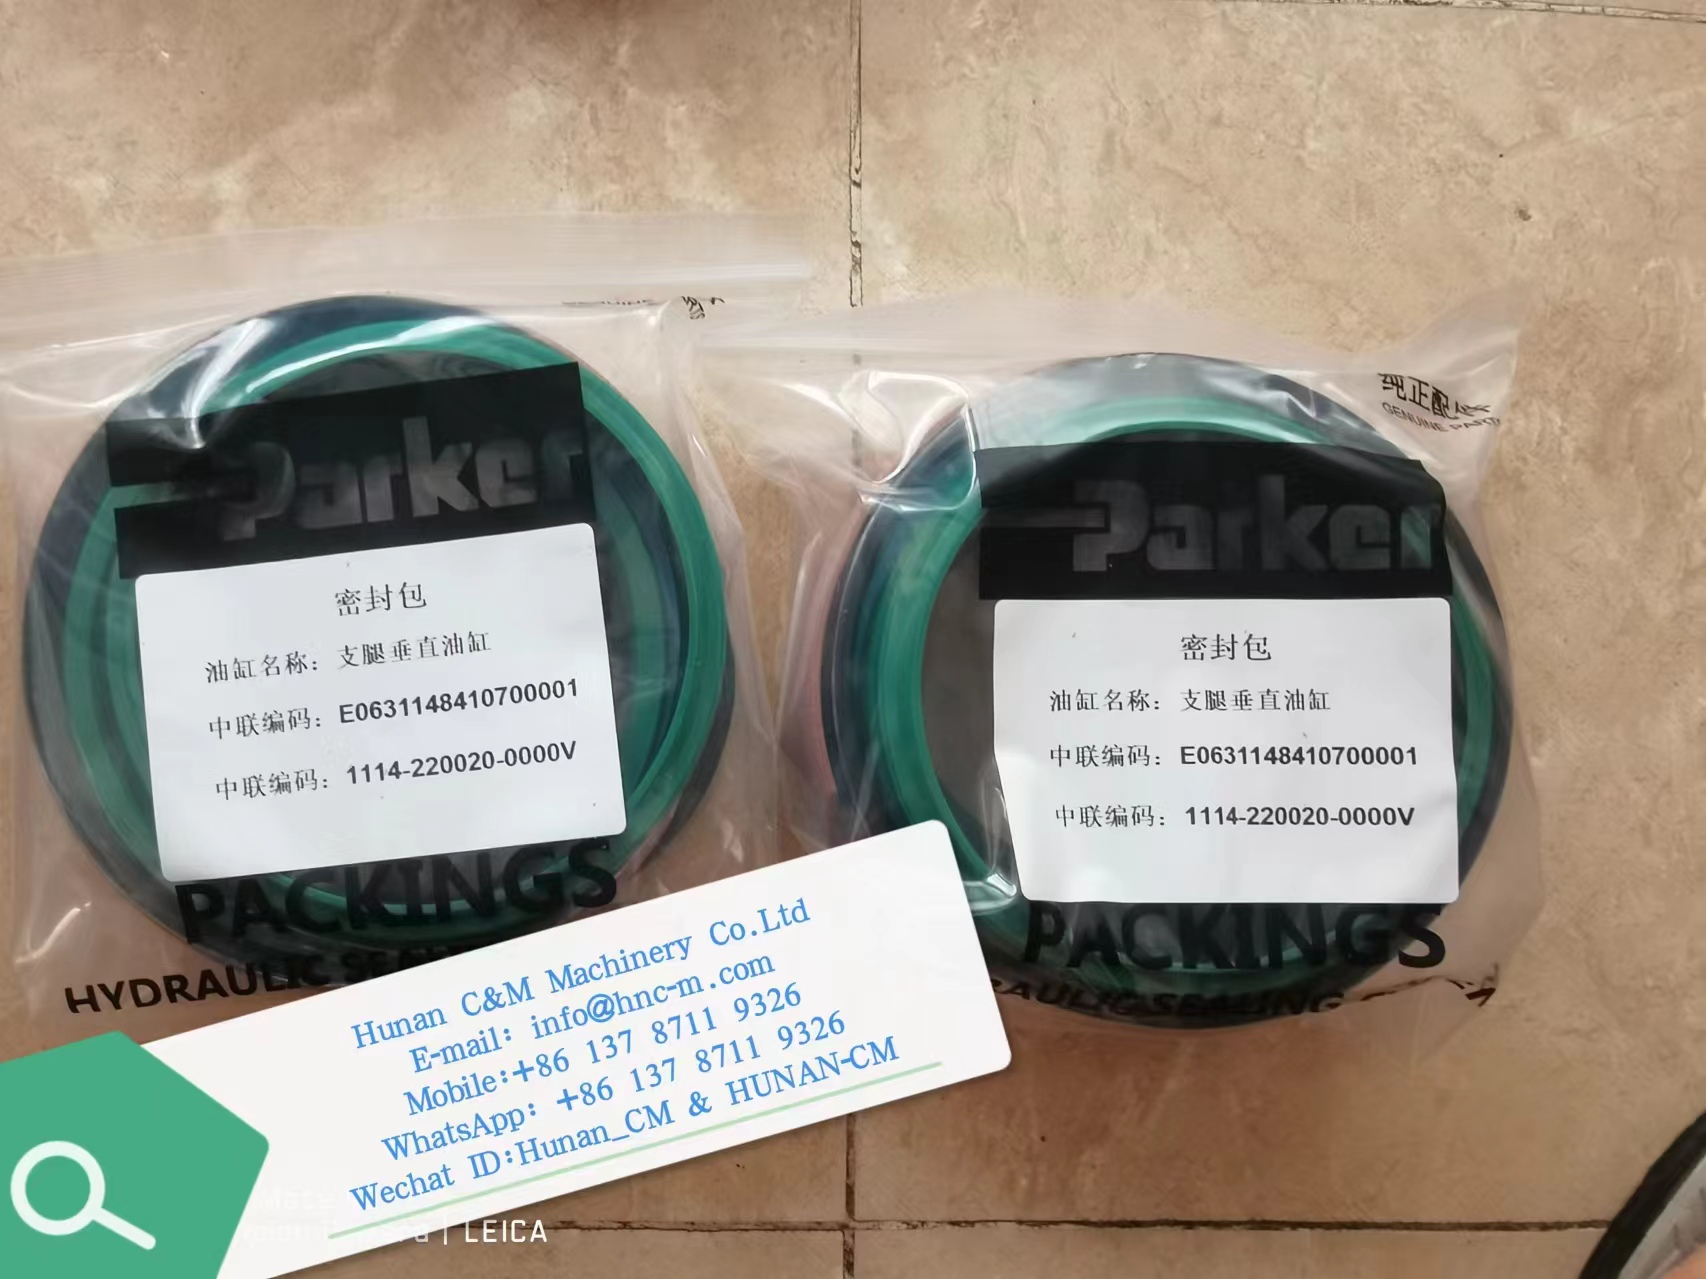 Parker
密封包
油缸名称：支腿垂直油缸
中联编码：E0631148410700001
中联编码：1114-220020-0000V
PACKINGS
纯正配
GENUINE PART
Parker
密封包
油缸名称：支腿垂直油缸
中联编码：E0631148410700001
中联编码：1114-220020-0000V
PACKINGS
SEALING
Hunan C&M Machinery Co.Ltd
E-mail: info@hnc-m.com
Mobile:+86 137 8711 9326
WhatsApp: +86 137 8711 9326
Wechat ID:Hunan_CM & HUNAN-CM
HYDRAULIC
| LEICA